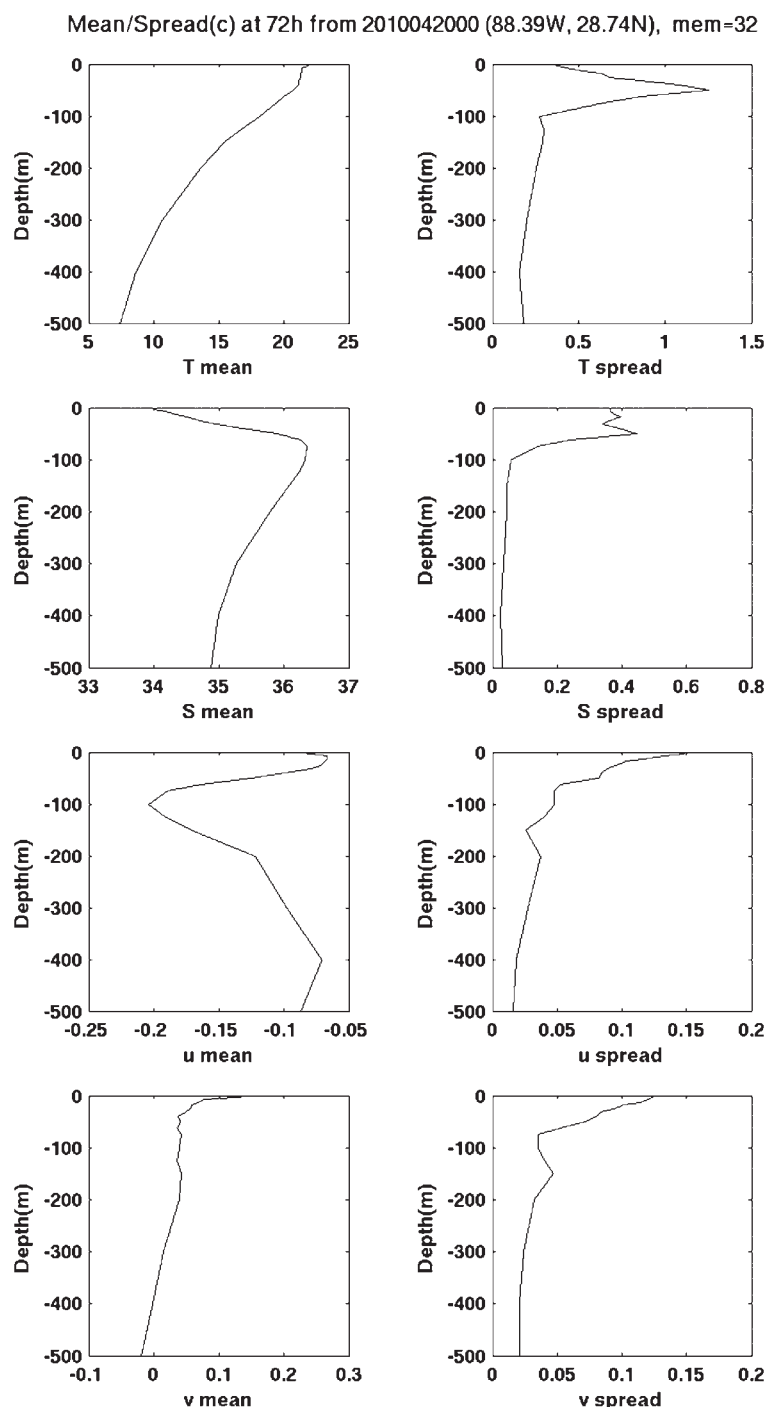 Mean/Spread(c) at 72h from 2010042000 (88.39W, 28.74N), mem=32
0
-100
-200
-300
-400
-500
Depth(m)
5 10 15 20 25
T mean
0
-100
-200
-300
-400
-500
Depth(m)
0 0.5 1 1.5
T spread
0
-100
-200
-300
-400
-500
Depth(m)
33 34 35 36 37
S mean
0
-100
-200
-300
-400
-500
Depth(m)
0 0.2 0.4 0.6 0.8
S spread
0
-100
-200
-300
-400
-500
Depth(m)
-0.25 -0.2 -0.15 -0.1 -0.05
u mean
0
-100
-200
-300
-400
-500
Depth(m)
0 0.05 0.1 0.15 0.2
u spread
0
-100
-200
-300
-400
-500
Depth(m)
-0.1 0 0.1 0.2 0.3
v mean
0
-100
-200
-300
-400
-500
Depth(m)
0 0.05 0.1 0.15 0.2
v spread